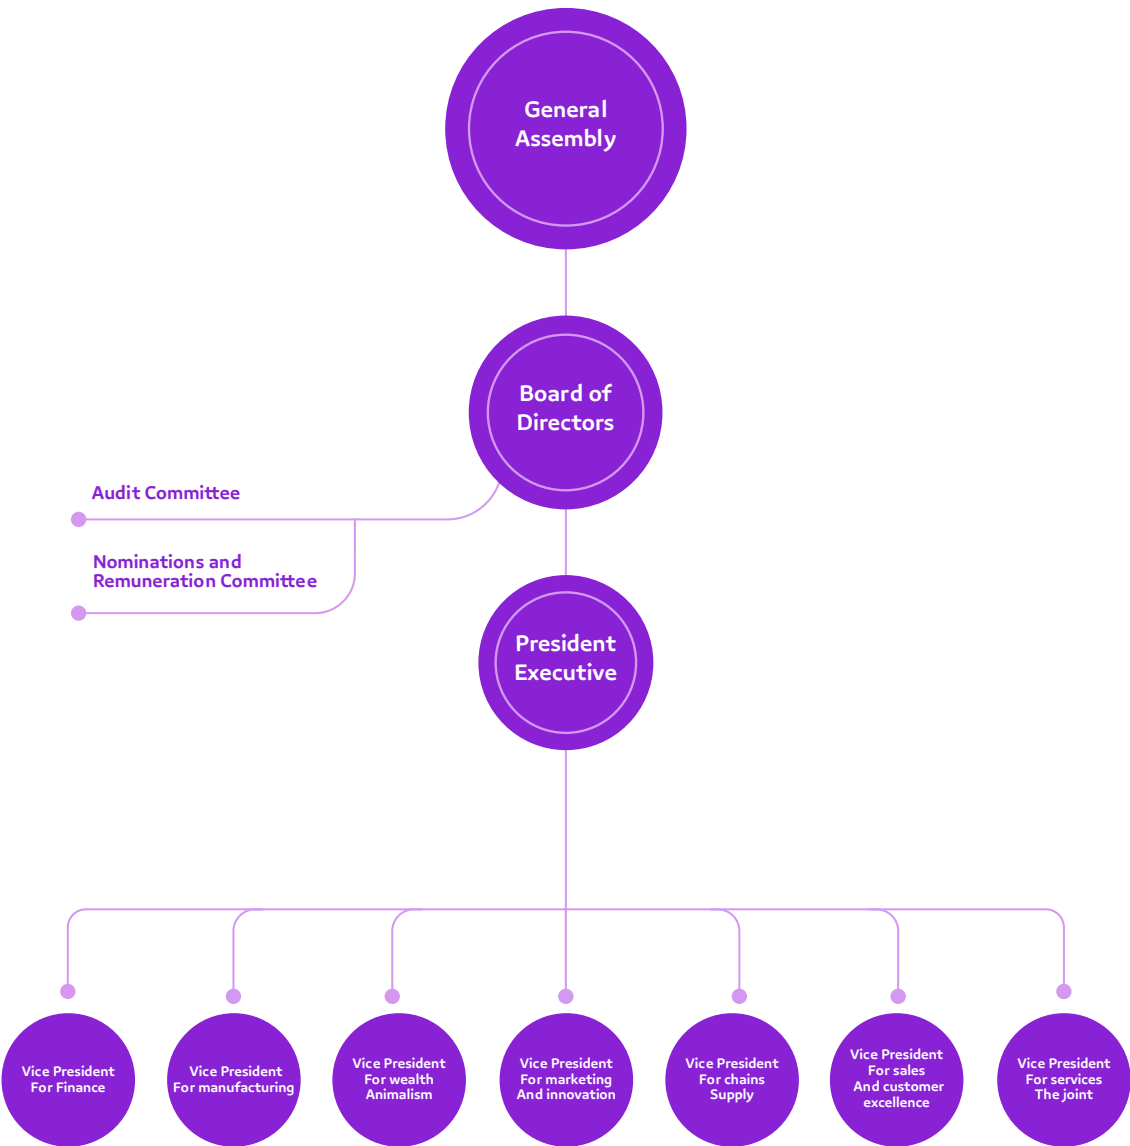 General
Assembly
Board of
Directors
Audit Committee
Nominations and
Remuneration Committee
President
Executive
Vice President
For Finance
Vice President
For manufacturing
Vice President
For wealth
Animalism
Vice President
For marketing
And innovation
Vice President
For chains
Supply
Vice President
For sales
And customer
excellence
Vice President
For services
The joint